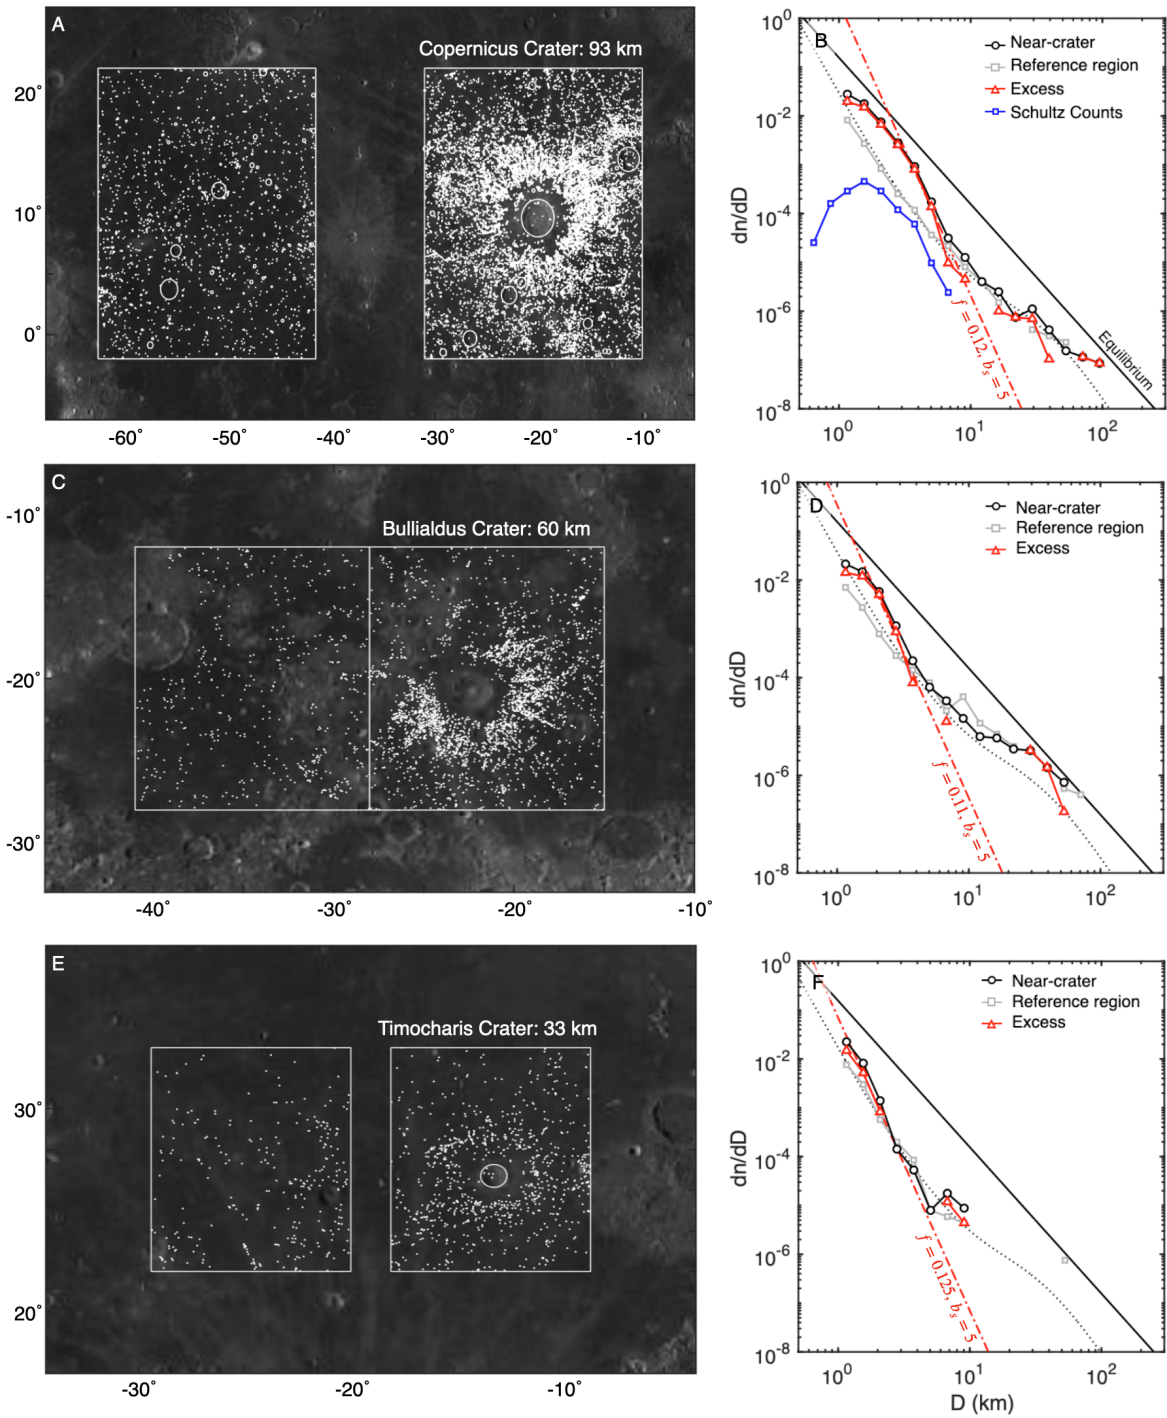 A
Copernicus Crater: 93 km
20°
10°
0°
-60°
-50°
-40°
-30°
-20°
-10°
B
Near-crater
Reference region
Excess
Schultz Counts
f = 0.12, bs = 5
Equilibrium
dn/dD
10^0
10^-2
10^-4
10^-6
10^-8
10^0
10^1
10^2
C
Bullialdus Crater: 60 km
-10°
-20°
-30°
-40°
-30°
-20°
-10°
D
Near-crater
Reference region
Excess
f = 0.11, bs = 5
dn/dD
10^0
10^-2
10^-4
10^-6
10^-8
10^0
10^1
10^2
E
Timocharis Crater: 33 km
30°
20°
-30°
-20°
-10°
F
Near-crater
Reference region
Excess
f = 0.125, bs = 5
dn/dD
10^0
10^-2
10^-4
10^-6
10^-8
10^0
10^1
10^2
D (km)